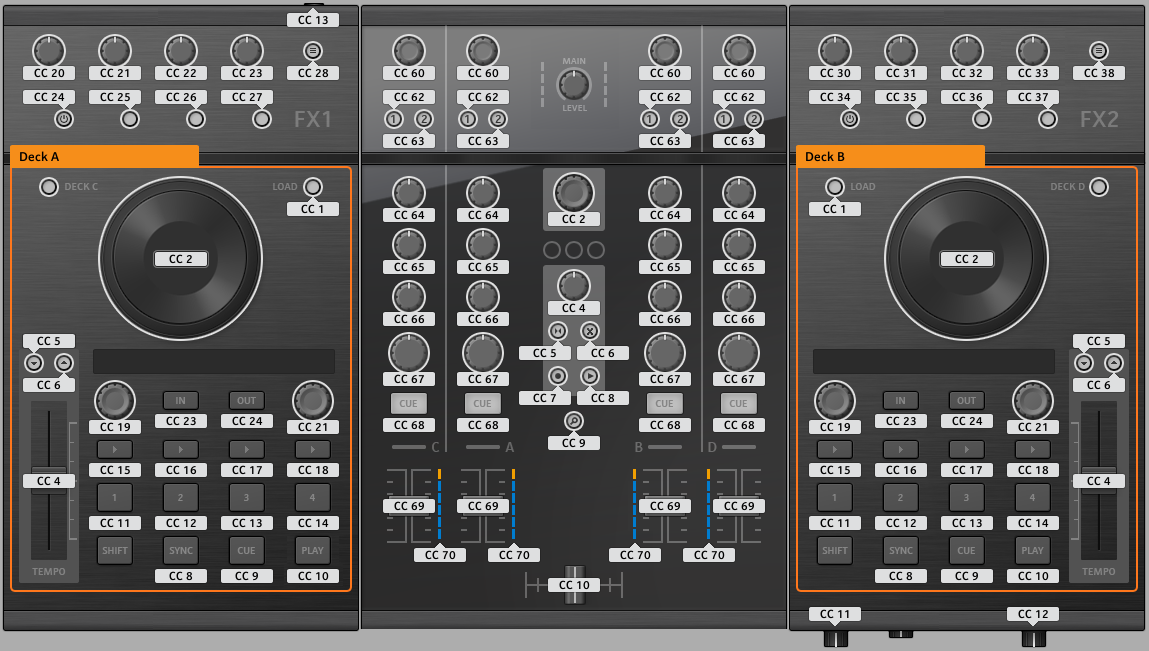 CC 13
CC 20 CC 21 CC 22 CC 23 CC 28
CC 24 CC 25 CC 26 CC 27
FX1
Deck A
DECK C LOAD
CC 1
CC 2
CC 5
CC 6
IN OUT
CC 19 CC 23 CC 24 CC 21
CC 15 CC 16 CC 17 CC 18
CC 4
1 2 3 4
CC 11 CC 12 CC 13 CC 14
SHIFT SYNC CUE PLAY
TEMPO
CC 8 CC 9 CC 10
MAIN
CC 60 CC 60 CC 60 CC 60
CC 62 CC 62 CC 62 CC 62
LEVEL
1 2 1 2 1 2 1 2
CC 63 CC 63 CC 63 CC 63
CC 64 CC 64 CC 2 CC 64 CC 64
CC 65 CC 65 CC 65 CC 65
CC 4
CC 66 CC 66 CC 66 CC 66
CC 5 CC 6
CC 67 CC 67 CC 67 CC 67
CC 7 CC 8
CUE CUE CUE CUE
CC 68 CC 68 CC 68 CC 68
CC 9
C A B D
CC 69 CC 69 CC 69 CC 69
CC 70 CC 70 CC 70 CC 70
CC 10
CC 30 CC 31 CC 32 CC 33 CC 38
CC 34 CC 35 CC 36 CC 37
FX2
Deck B
LOAD DECK D
CC 1
CC 2
CC 5
CC 6
IN OUT
CC 19 CC 23 CC 24 CC 21
CC 15 CC 16 CC 17 CC 18
CC 4
1 2 3 4
CC 11 CC 12 CC 13 CC 14
SHIFT SYNC CUE PLAY
TEMPO
CC 8 CC 9 CC 10
CC 11 CC 12